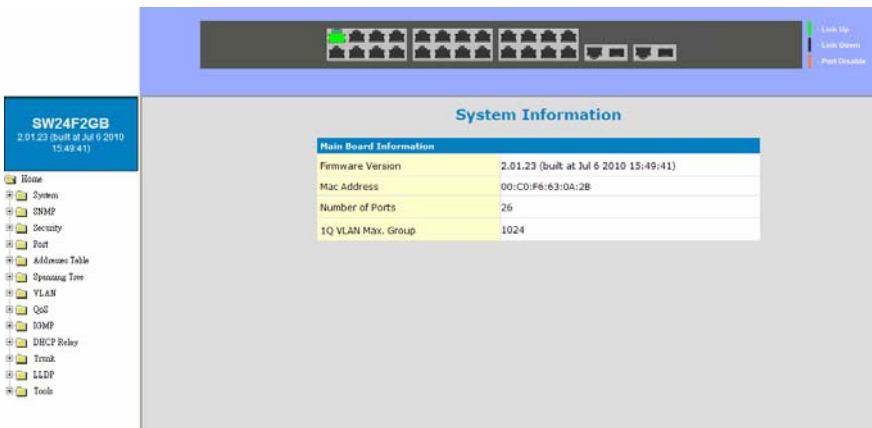 - Link Up
- Link Down
- Port Disable
SW24F2GB
2.01.23 (built at Jul 6 2010
15:49:41)
Home
System
SNMP
Security
Port
Addresses Table
Spanning Tree
VLAN
QoS
IGMP
DHCP Relay
Trunk
LLDP
Tools
System Information
Main Board Information
Firmware Version 2.01.23 (built at Jul 6 2010 15:49:41)
Mac Address 00:C0:F6:63:0A:2B
Number of Ports 26
1Q VLAN Max. Group 1024